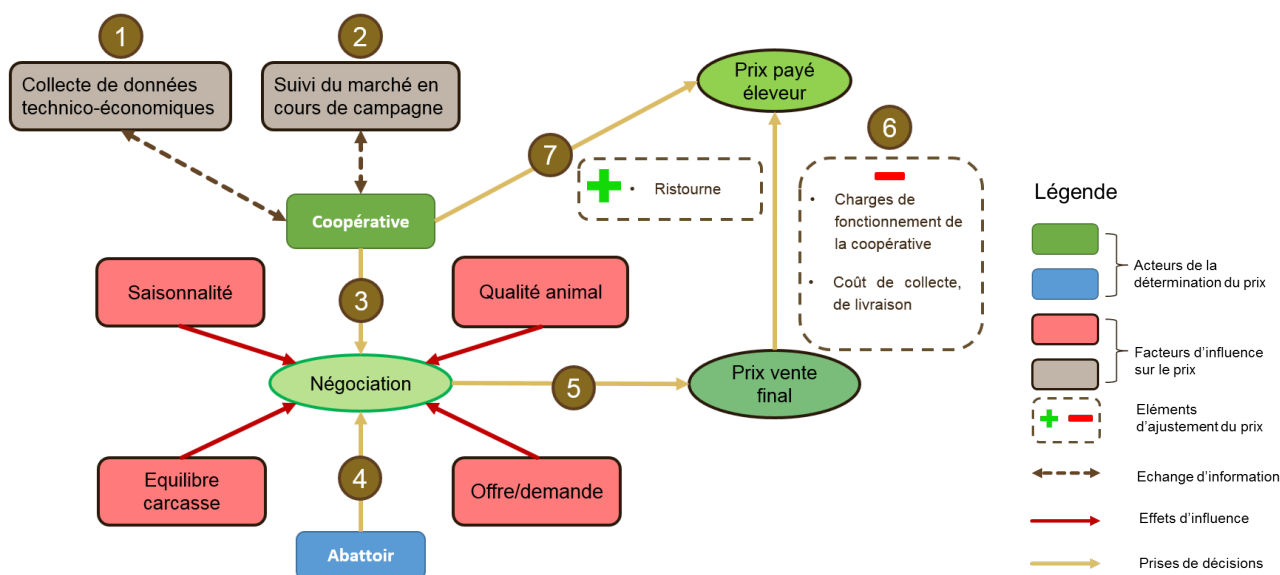 1
Collecte de données
technico-économiques
2
Suivi du marché en
cours de campagne
Prix payé
éleveur
7
6
• Ristourne
• Charges de
fonctionnement de
la coopérative
• Coût de collecte,
de livraison
Coopérative
Saisonnalité
3
Qualité animal
Négociation
5
Prix vente
final
Equilibre
carcasse
4
Offre/demande
Abattoir
Légende
Acteurs de la
détermination du prix
Facteurs d'influence
sur le prix
Eléments
d'ajustement du prix
Echange d'information
Effets d'influence
Prises de décisions